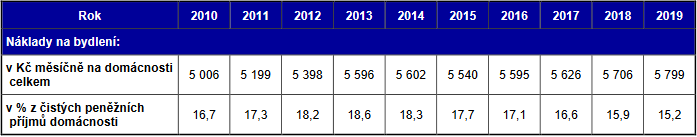 Rok 2010 2011 2012 2013 2014 2015 2016 2017 2018 2019
Náklady na bydlení:
v Kč měsíčně na domácnosti
celkem 5 006 5 199 5 398 5 596 5 602 5 540 5 595 5 626 5 706 5 799
v % z čistých peněžních
příjmů domácnosti 16,7 17,3 18,2 18,6 18,3 17,7 17,1 16,6 15,9 15,2